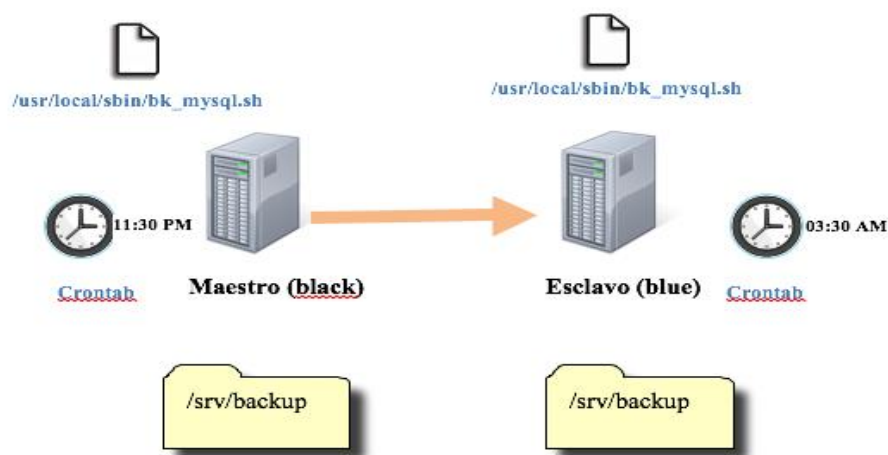 /usr/local/sbin/bk_mysql.sh
/usr/local/sbin/bk_mysql.sh
11:30 PM
03:30 AM
Crontab
Maestro (black)
Esclavo (blue)
Crontab
/srv/backup
/srv/backup